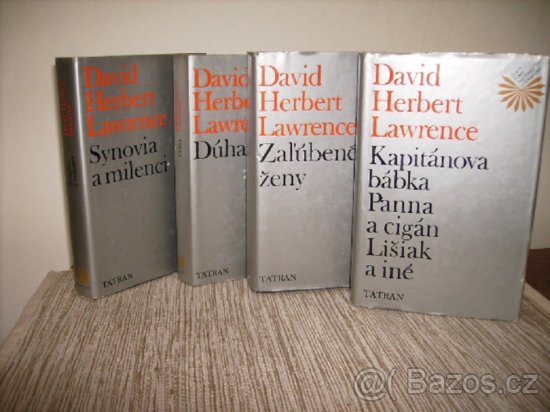 David
Herbert
Lawrence
Synovia
a milenci
TATRAN
David
Herbe
Lawre
Dúha
TATRAN
David
Herbert
Lawrence
Zaľúbené
ženy
TATRAN
David
Herbert
Lawrence
Kapitánova
bábka
Panna
a cigán
Lišiak
a iné
TATRAN
Bazos.cz